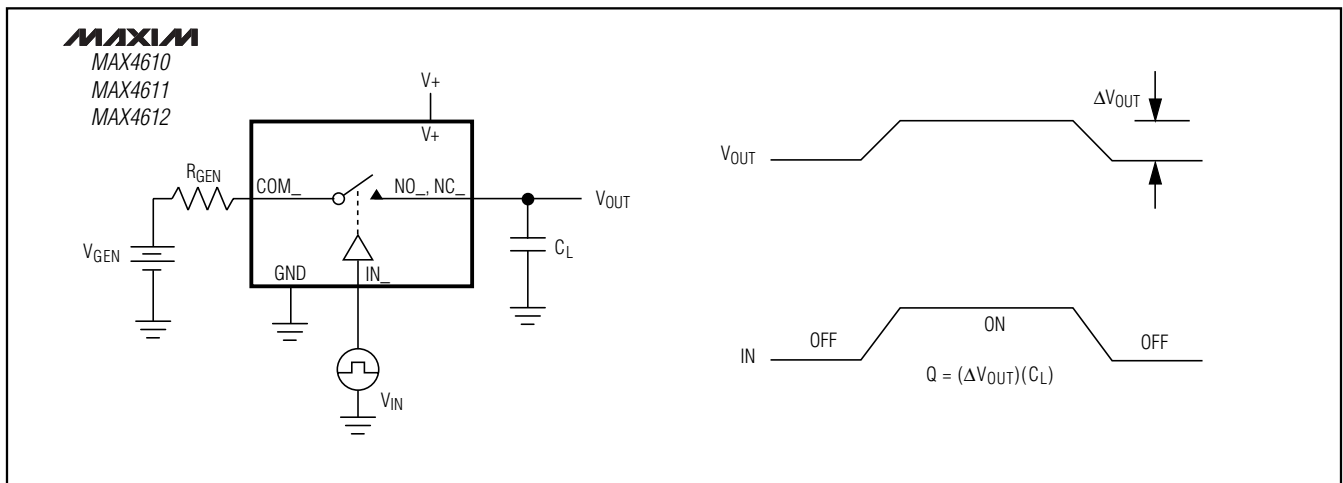 MAXIM
MAX4610
MAX4611
MAX4612
V+
V+
RGEN
COM_
NO_, NC_
VOUT
VGEN
CL
GND
IN_
VIN
ΔVOUT
VOUT
IN
OFF
ON
OFF
Q = (ΔVOUT)(CL)